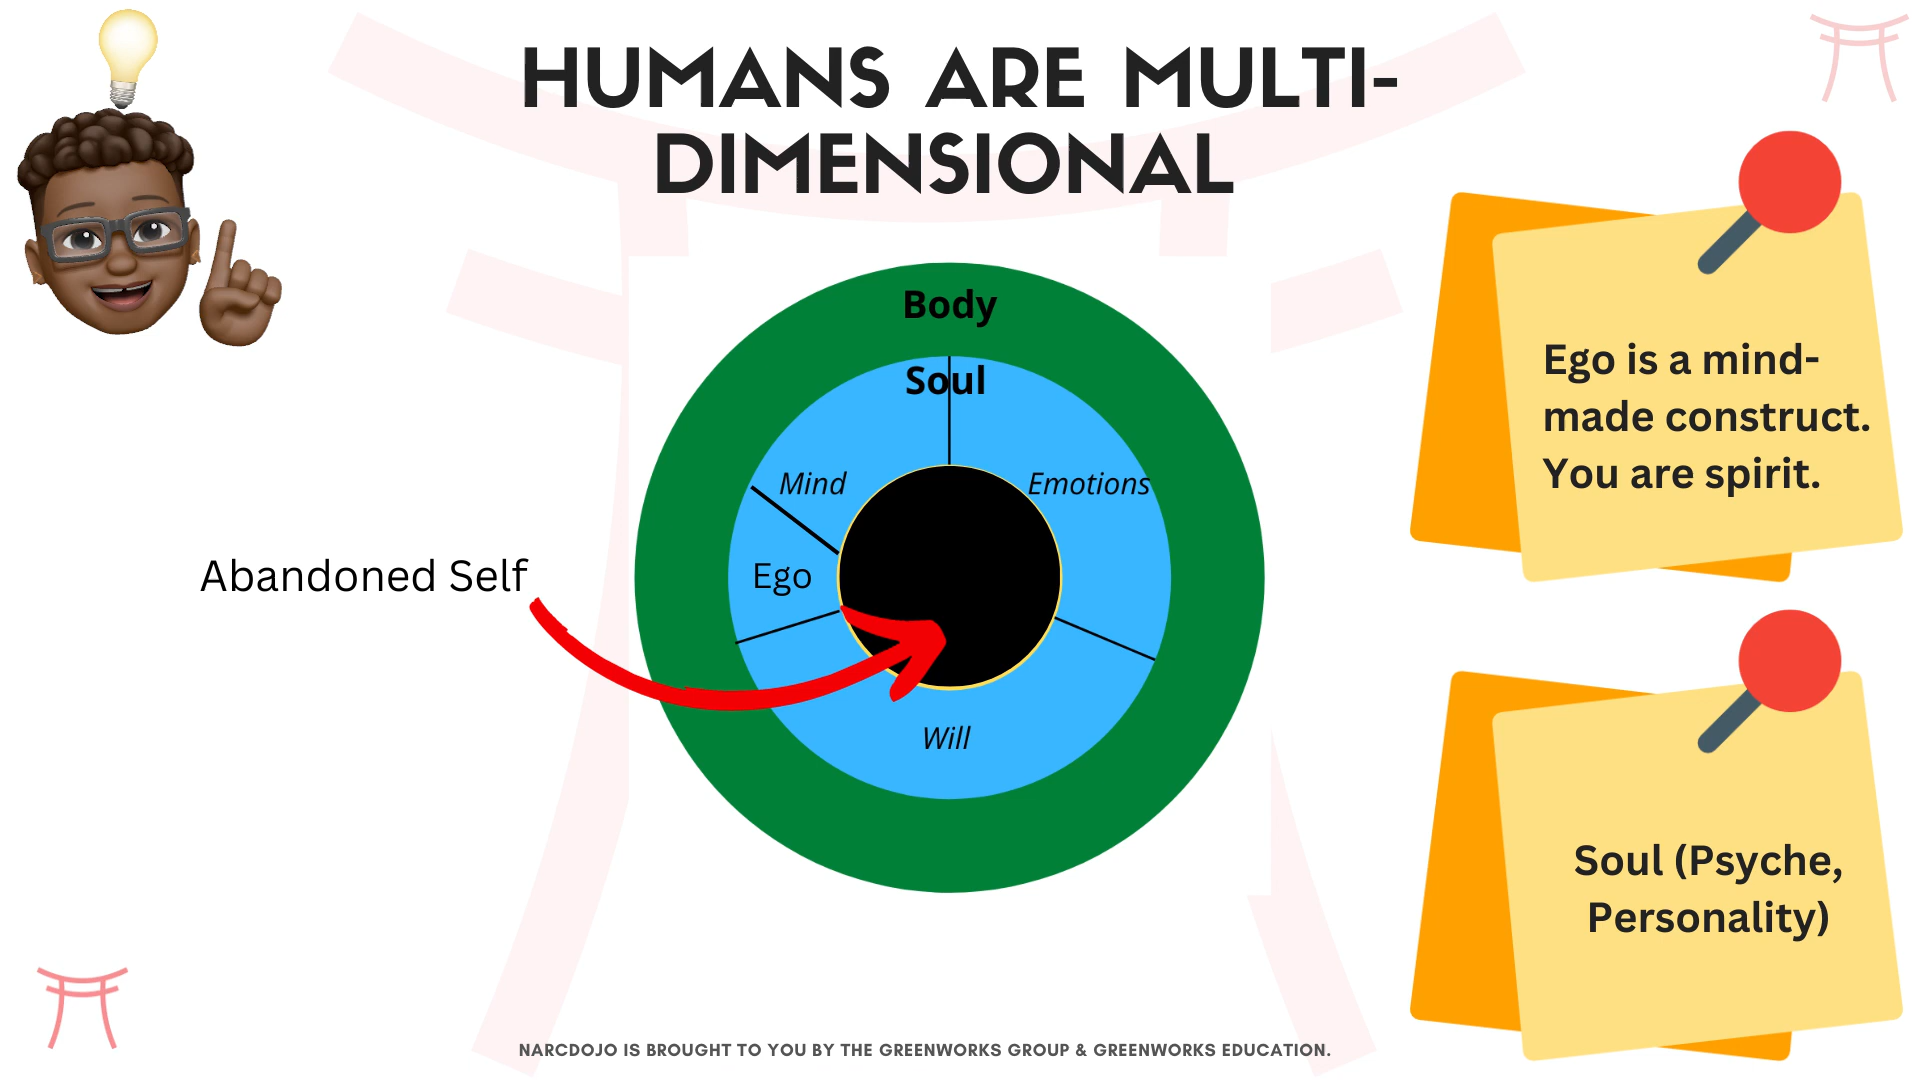 HUMANS ARE MULTI-
DIMENSIONAL
Body
Soul
Mind
Emotions
Ego
Will
Abandoned Self
Ego is a mind-
made construct.
You are spirit.
Soul (Psyche,
Personality)
NARCDOJO IS BROUGHT TO YOU BY THE GREENWORKS GROUP & GREENWORKS EDUCATION.